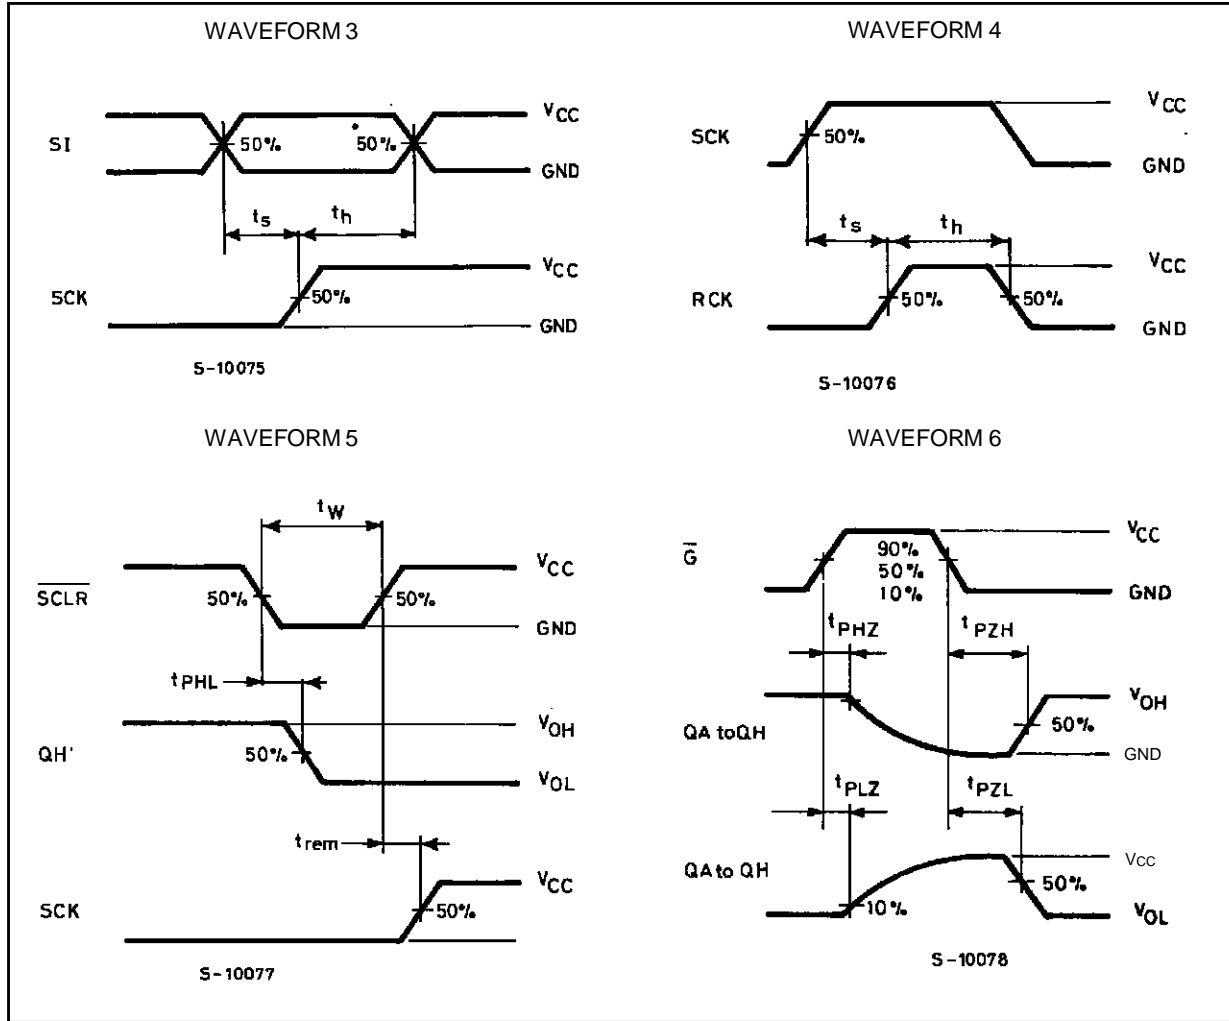 WAVEFORM 3
SI
50%
50%
VCC
GND
ts
th
SCK
50%
VCC
GND
S-10075
WAVEFORM 4
SCK
50%
VCC
GND
ts
th
RCK
50%
50%
VCC
GND
S-10076
WAVEFORM 5
tW
SCLR
50%
50%
VCC
GND
tPHL
QH'
50%
VOH
VOL
trem
SCK
50%
VCC
S-10077
WAVEFORM 6
G
90%
50%
10%
VCC
GND
tPHZ
tPZH
QA to QH
50%
VOH
GND
tPLZ
tPZL
QA to QH
10%
50%
VCC
VOL
S-10078